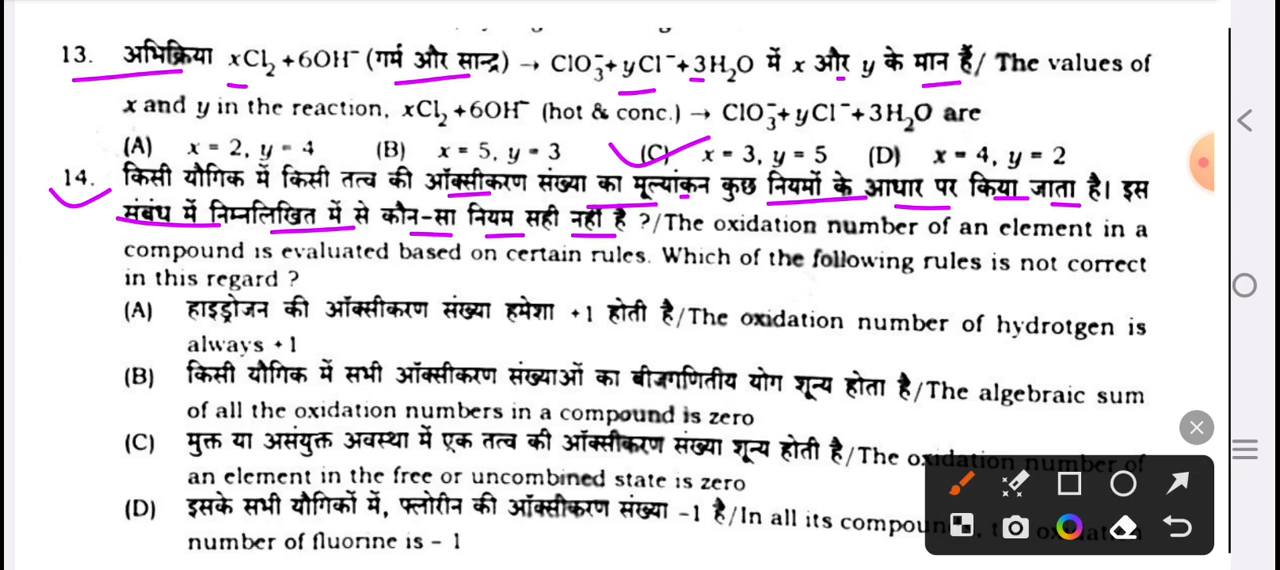 13. अभिक्रिया xCl₂ +6OH⁻ (गर्म और सान्द्र) → ClO₃⁻+ yCl⁻+3H₂O में x और y के मान हैं/ The values of
x and y in the reaction, xCl₂ +6OH⁻ (hot & conc.) → ClO₃⁻+ yCl⁻+3H₂O are
(A) x = 2, y = 4 (B) x = 5, y = 3 (C) x = 3, y = 5 (D) x = 4, y = 2
14. किसी यौगिक में किसी तत्व की ऑक्सीकरण संख्या का मूल्यांकन कुछ नियमों के आधार पर किया जाता है। इस
संबंध में निम्नलिखित में से कौन-सा नियम सही नहीं है ?/The oxidation number of an element in a
compound is evaluated based on certain rules. Which of the following rules is not correct
in this regard ?
(A) हाइड्रोजन की ऑक्सीकरण संख्या हमेशा +1 होती है/The oxidation number of hydrotgen is
always +1
(B) किसी यौगिक में सभी ऑक्सीकरण संख्याओं का बीजगणितीय योग शून्य होता है/The algebraic sum
of all the oxidation numbers in a compound is zero
(C) मुक्त या असंयुक्त अवस्था में एक तत्व की ऑक्सीकरण संख्या शून्य होती है/The oxidation number of
an element in the free or uncombined state is zero
(D) इसके सभी यौगिकों में, फ्लोरीन की ऑक्सीकरण संख्या -1 है/In all its
number of fluorine is - 1